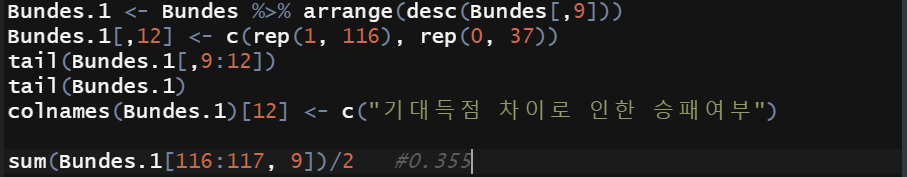 Bundes.1 <- Bundes %>% arrange(desc(Bundes[,9]))
Bundes.1[,12] <- c(rep(1, 116), rep(0, 37))
tail(Bundes.1[,9:12])
tail(Bundes.1)
colnames(Bundes.1)[12] <- c("기대득점 차이로 인한 승패여부")
sum(Bundes.1[116:117, 9])/2   #0.355